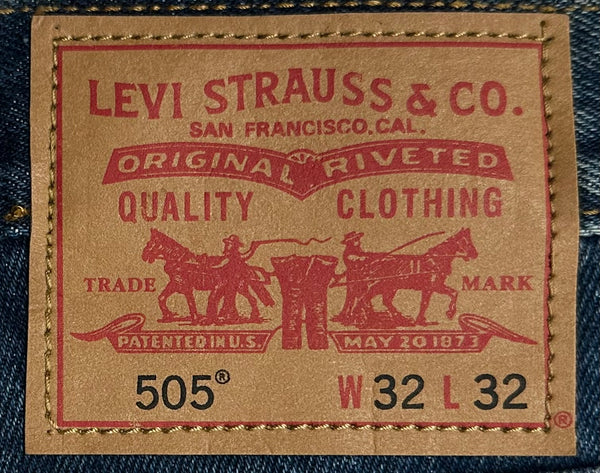 LEVI STRAUSS & CO.
SAN FRANCISCO, CAL.
ORIGINAL RIVETED
QUALITY CLOTHING
TRADE MARK
PATENTED IN U.S. MAY 20 1873
505® W 32 L 32
®